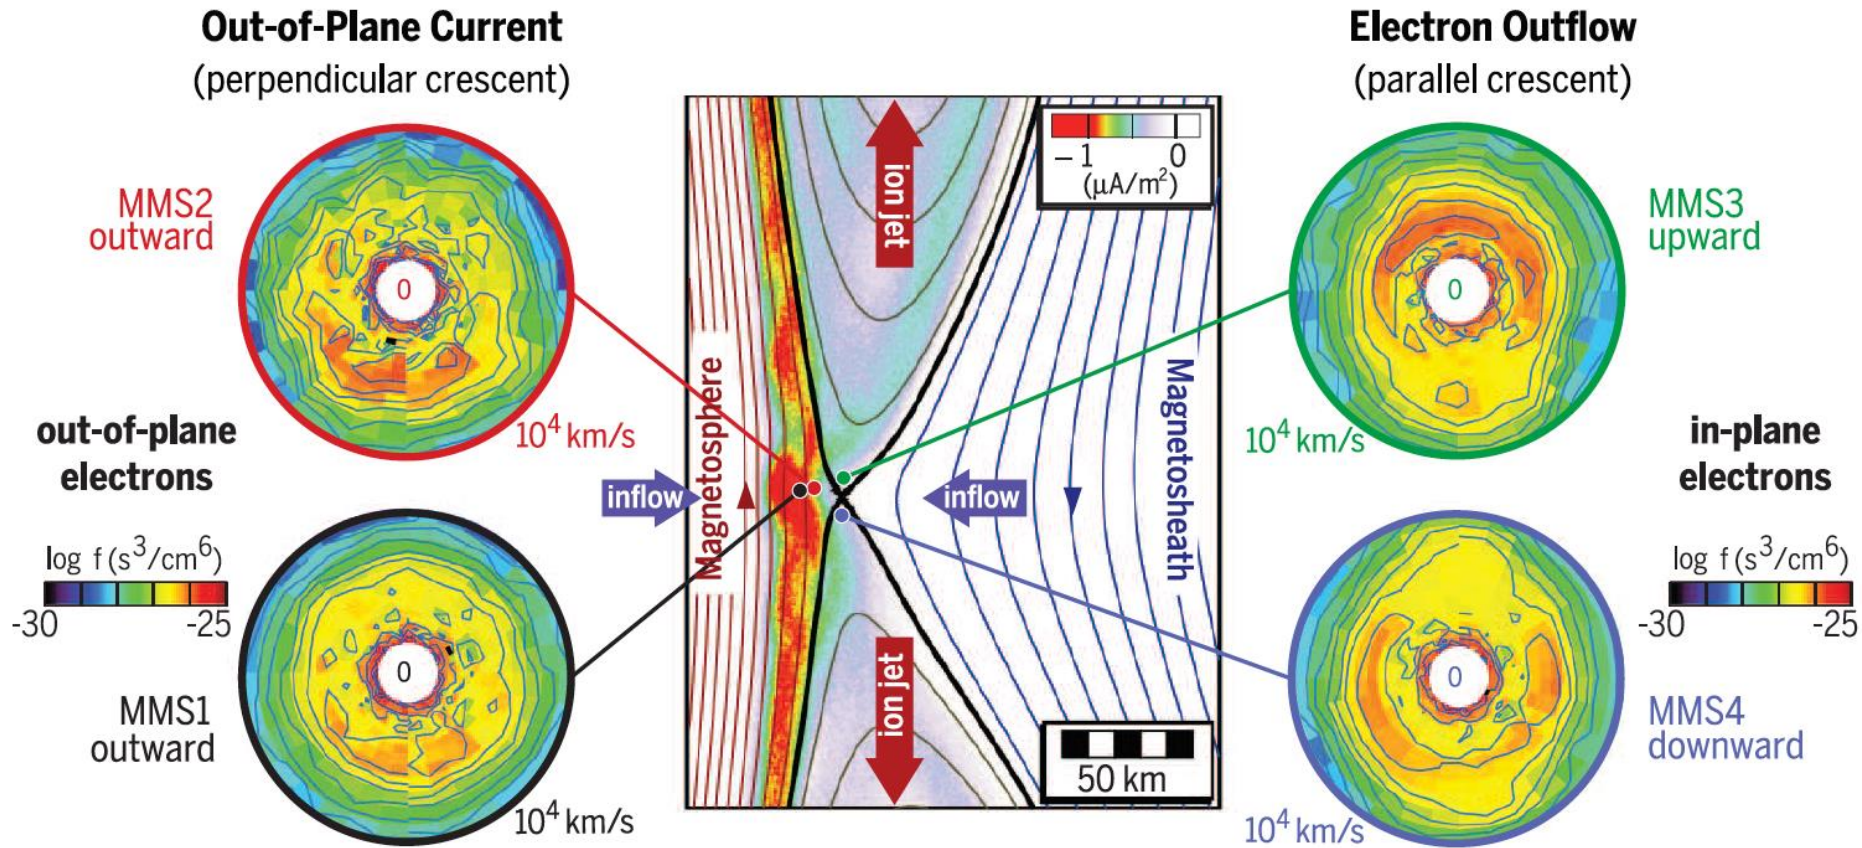 Out-of-Plane Current
(perpendicular crescent)
MMS2
outward
0
10⁴ km/s
out-of-plane
electrons
log f (s³/cm⁶)
-30 -25
MMS1
outward
0
10⁴ km/s
inflow
Magnetosphere
ion jet
– 1 0
(μA/m²)
inflow
Magnetosheath
ion jet
50 km
Electron Outflow
(parallel crescent)
MMS3
upward
0
10⁴ km/s
in-plane
electrons
log f (s³/cm⁶)
-30 -25
MMS4
downward
0
10⁴ km/s